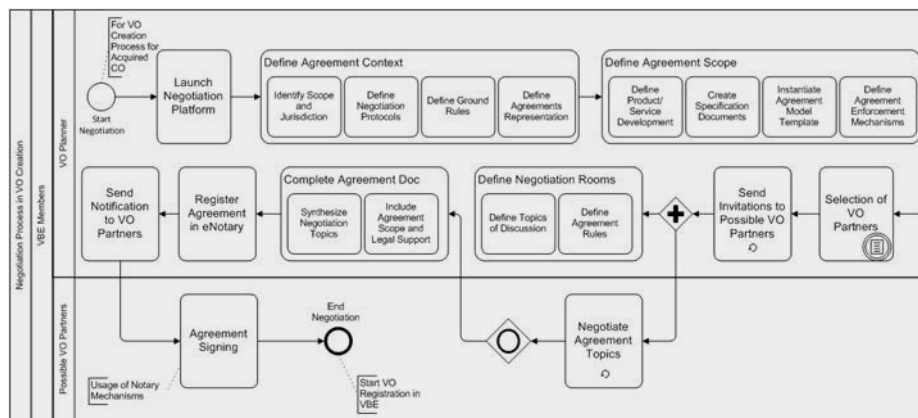 Negotiation Process in VO Creation
VBE Members
VO Planner
For VO
Creation
Process for
Acquired
CO
Start
Negotiation
Launch
Negotiation
Platform
Define Agreement Context
Identify Scope
and
Jurisdiction
Define
Negotiation
Protocols
Define Ground
Rules
Define
Agreements
Representation
Define Agreement Scope
Define
Product/
Service
Development
Create
Specification
Documents
Instantiate
Agreement
Model
Template
Define
Agreement
Enforcement
Mechanisms
Send
Notification to
VO Partners
Register
Agreement
in eNotary
Complete Agreement Doc
Synthesize
Negotiation
Topics
Include
Agreement
Scope and
Legal Support
Define Negotiation Rooms
Define Topics
of Discussion
Define
Agreement
Rules
Send
Invitations to
Possible VO
Partners
Selection of
VO
Partners
Possible VO Partners
Agreement
Signing
Usage of Notary
Mechanisms
End
Negotiation
Start VO
Registration in
VBE
Negotiate
Agreement
Topics